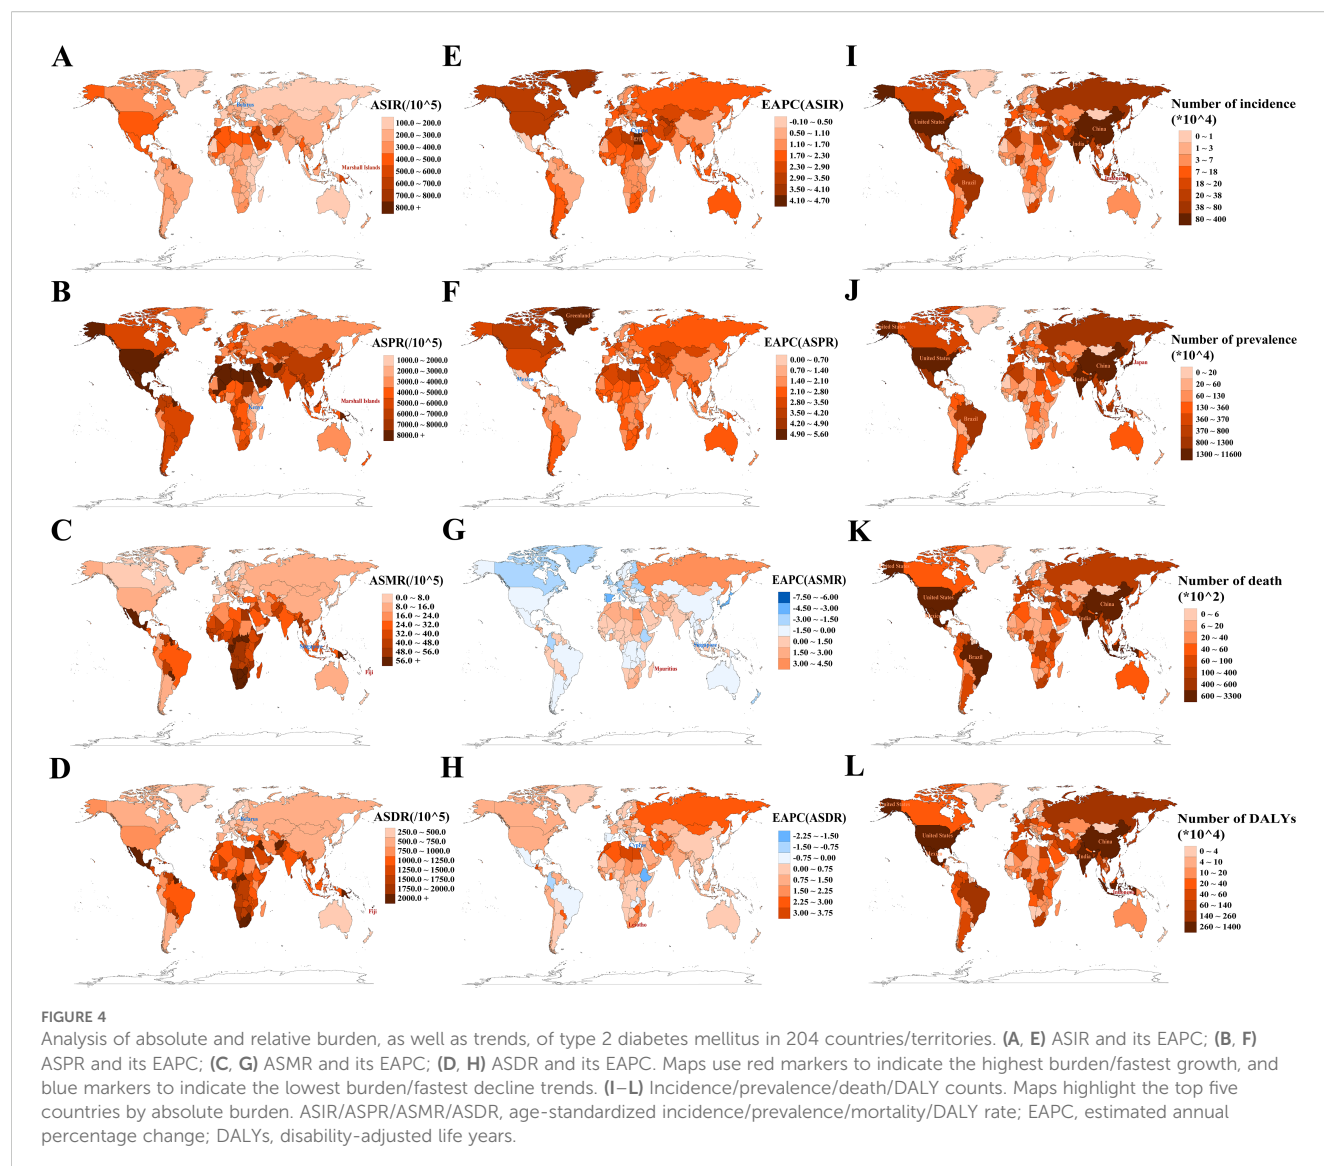 A
Belarus
ASIR(/10^5)
100.0 ~ 200.0
200.0 ~ 300.0
300.0 ~ 400.0
400.0 ~ 500.0
500.0 ~ 600.0
600.0 ~ 700.0
700.0 ~ 800.0
800.0 +
Marshall Islands
E
Cyprus
Egypt
EAPC(ASIR)
-0.10 ~ 0.50
0.50 ~ 1.10
1.10 ~ 1.70
1.70 ~ 2.30
2.30 ~ 2.90
2.90 ~ 3.50
3.50 ~ 4.10
4.10 ~ 4.70
I
United States
China
India
Indonesia
Brazil
Number of incidence
(*10^4)
0 ~ 1
1 ~ 3
3 ~ 7
7 ~ 18
18 ~ 20
20 ~ 38
38 ~ 80
80 ~ 400
B
Kenya
Marshall Islands
ASPR(/10^5)
1000.0 ~ 2000.0
2000.0 ~ 3000.0
3000.0 ~ 4000.0
4000.0 ~ 5000.0
5000.0 ~ 6000.0
6000.0 ~ 7000.0
7000.0 ~ 8000.0
8000.0 +
F
Greenland
Mexico
EAPC(ASPR)
0.00 ~ 0.70
0.70 ~ 1.40
1.40 ~ 2.10
2.10 ~ 2.80
2.80 ~ 3.50
3.50 ~ 4.20
4.20 ~ 4.90
4.90 ~ 5.60
J
United States
United States
China
Japan
India
Brazil
Number of prevalence
(*10^4)
0 ~ 20
20 ~ 60
60 ~ 130
130 ~ 360
360 ~ 370
370 ~ 800
800 ~ 1300
1300 ~ 11600
C
Singapore
Fiji
ASMR(/10^5)
0.0 ~ 8.0
8.0 ~ 16.0
16.0 ~ 24.0
24.0 ~ 32.0
32.0 ~ 40.0
40.0 ~ 48.0
48.0 ~ 56.0
56.0 +
G
Singapore
Mauritius
EAPC(ASMR)
-7.50 ~ -6.00
-4.50 ~ -3.00
-3.00 ~ -1.50
-1.50 ~ 0.00
0.00 ~ 1.50
1.50 ~ 3.00
3.00 ~ 4.50
K
United States
United States
China
India
Brazil
Number of death
(*10^2)
0 ~ 6
6 ~ 20
20 ~ 40
40 ~ 60
60 ~ 100
100 ~ 400
400 ~ 600
600 ~ 3300
D
Belarus
Fiji
ASDR(/10^5)
250.0 ~ 500.0
500.0 ~ 750.0
750.0 ~ 1000.0
1000.0 ~ 1250.0
1250.0 ~ 1500.0
1500.0 ~ 1750.0
1750.0 ~ 2000.0
2000.0 +
H
Cyprus
Lesotho
EAPC(ASDR)
-2.25 ~ -1.50
-1.50 ~ -0.75
-0.75 ~ 0.00
0.00 ~ 0.75
0.75 ~ 1.50
1.50 ~ 2.25
2.25 ~ 3.00
3.00 ~ 3.75
L
United States
United States
China
India
Indonesia
Number of DALYs
(*10^4)
0 ~ 4
4 ~ 10
10 ~ 20
20 ~ 40
40 ~ 60
60 ~ 140
140 ~ 260
260 ~ 1400
FIGURE 4
Analysis of absolute and relative burden, as well as trends, of type 2 diabetes mellitus in 204 countries/territories. (A, E) ASIR and its EAPC; (B, F)
ASPR and its EAPC; (C, G) ASMR and its EAPC; (D, H) ASDR and its EAPC. Maps use red markers to indicate the highest burden/fastest growth, and
blue markers to indicate the lowest burden/fastest decline trends. (I–L) Incidence/prevalence/death/DALY counts. Maps highlight the top five
countries by absolute burden. ASIR/ASPR/ASMR/ASDR, age-standardized incidence/prevalence/mortality/DALY rate; EAPC, estimated annual
percentage change; DALYs, disability-adjusted life years.